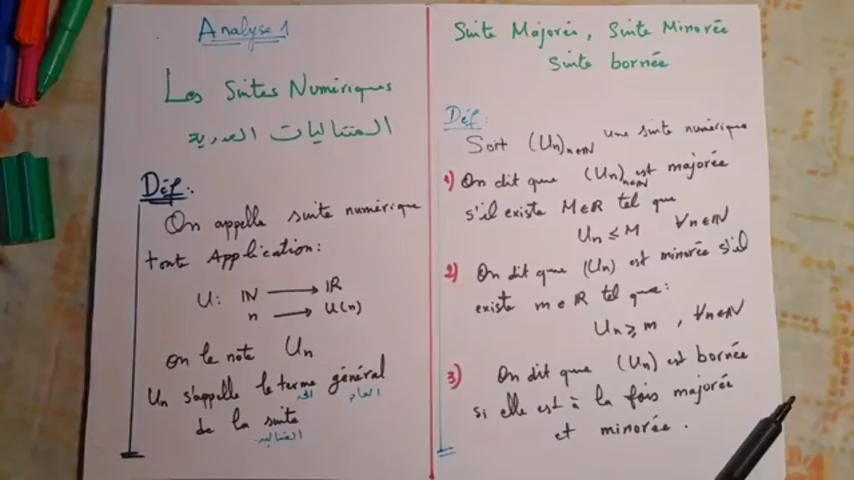 Analyse 1
Les Suites Numériques
المتتاليات العددية
Déf:
On appelle suite numérique
toute Application:
U: IN → IR
n → U(n)
on le note Un
Un s'appelle le terme général
الحد العام
de la suite
المتتالية
Suite Majorée, Suite Minorée
Suite bornée
Déf:
Soit (Un)n∈IN une suite numérique
1) On dit que (Un)n∈IN est majorée
s'il existe M∈IR tel que
Un ≤ M ∀n∈IN
2) On dit que (Un) est minorée s'il
existe m∈IR tel que:
Un ≥ m, ∀n∈IN
3) On dit que (Un) est bornée
si elle est à la fois majorée
et minorée.